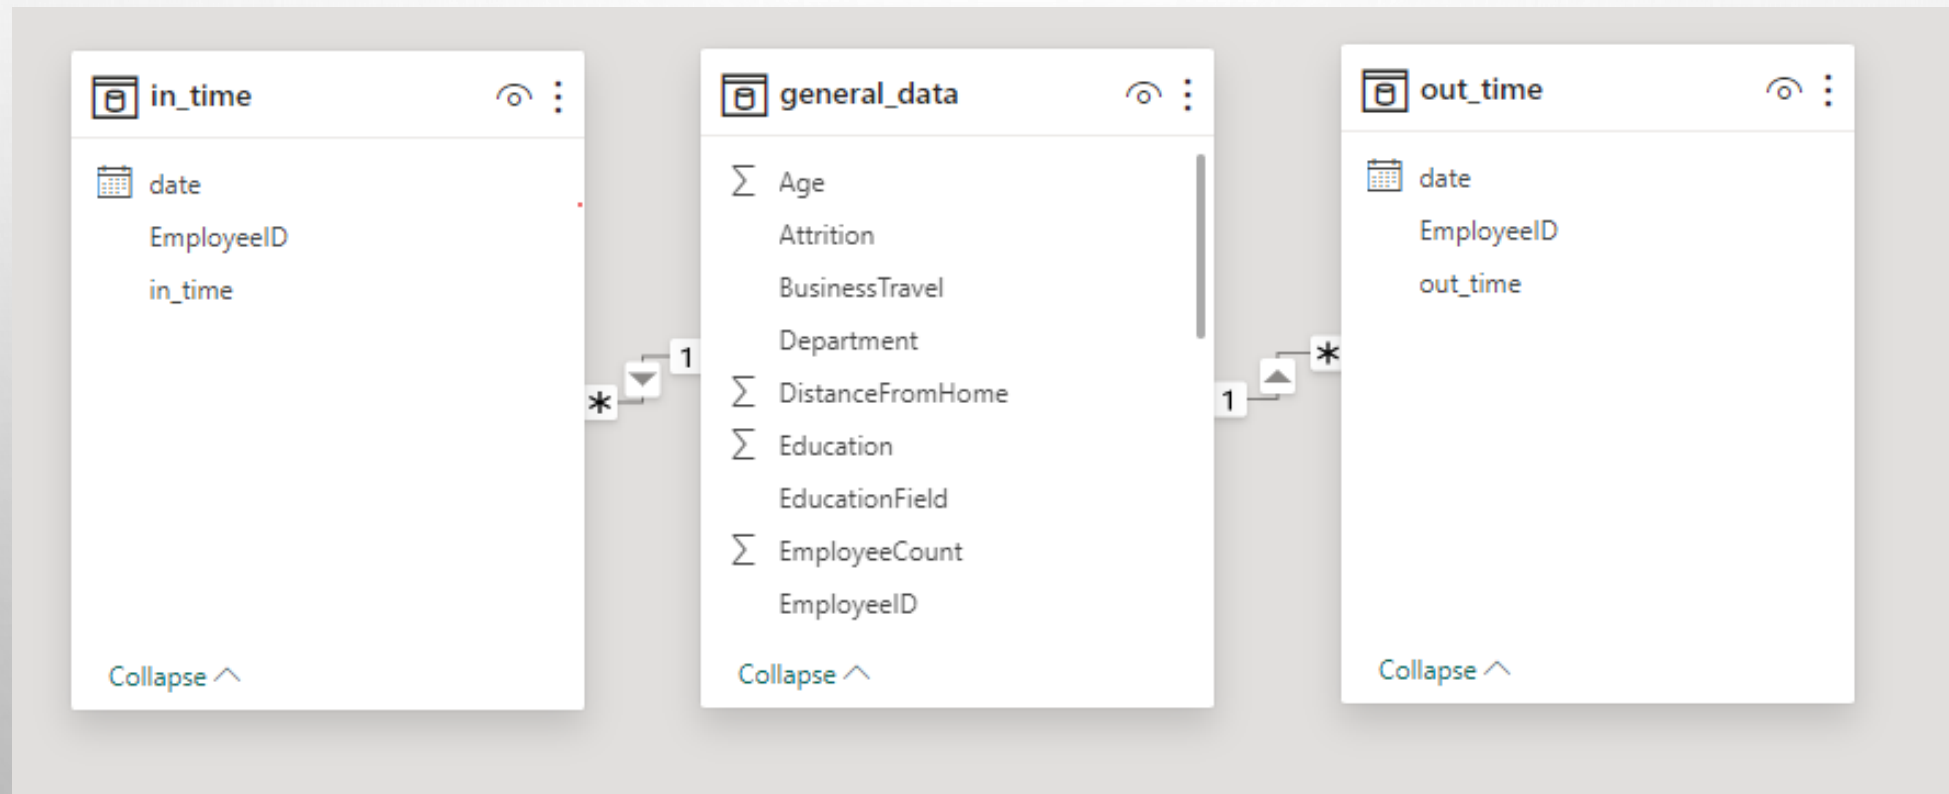 in_time
date
EmployeeID
in_time
Collapse
*
1
general_data
Age
Attrition
BusinessTravel
Department
DistanceFromHome
Education
EducationField
EmployeeCount
EmployeeID
Collapse
1
*
out_time
date
EmployeeID
out_time
Collapse